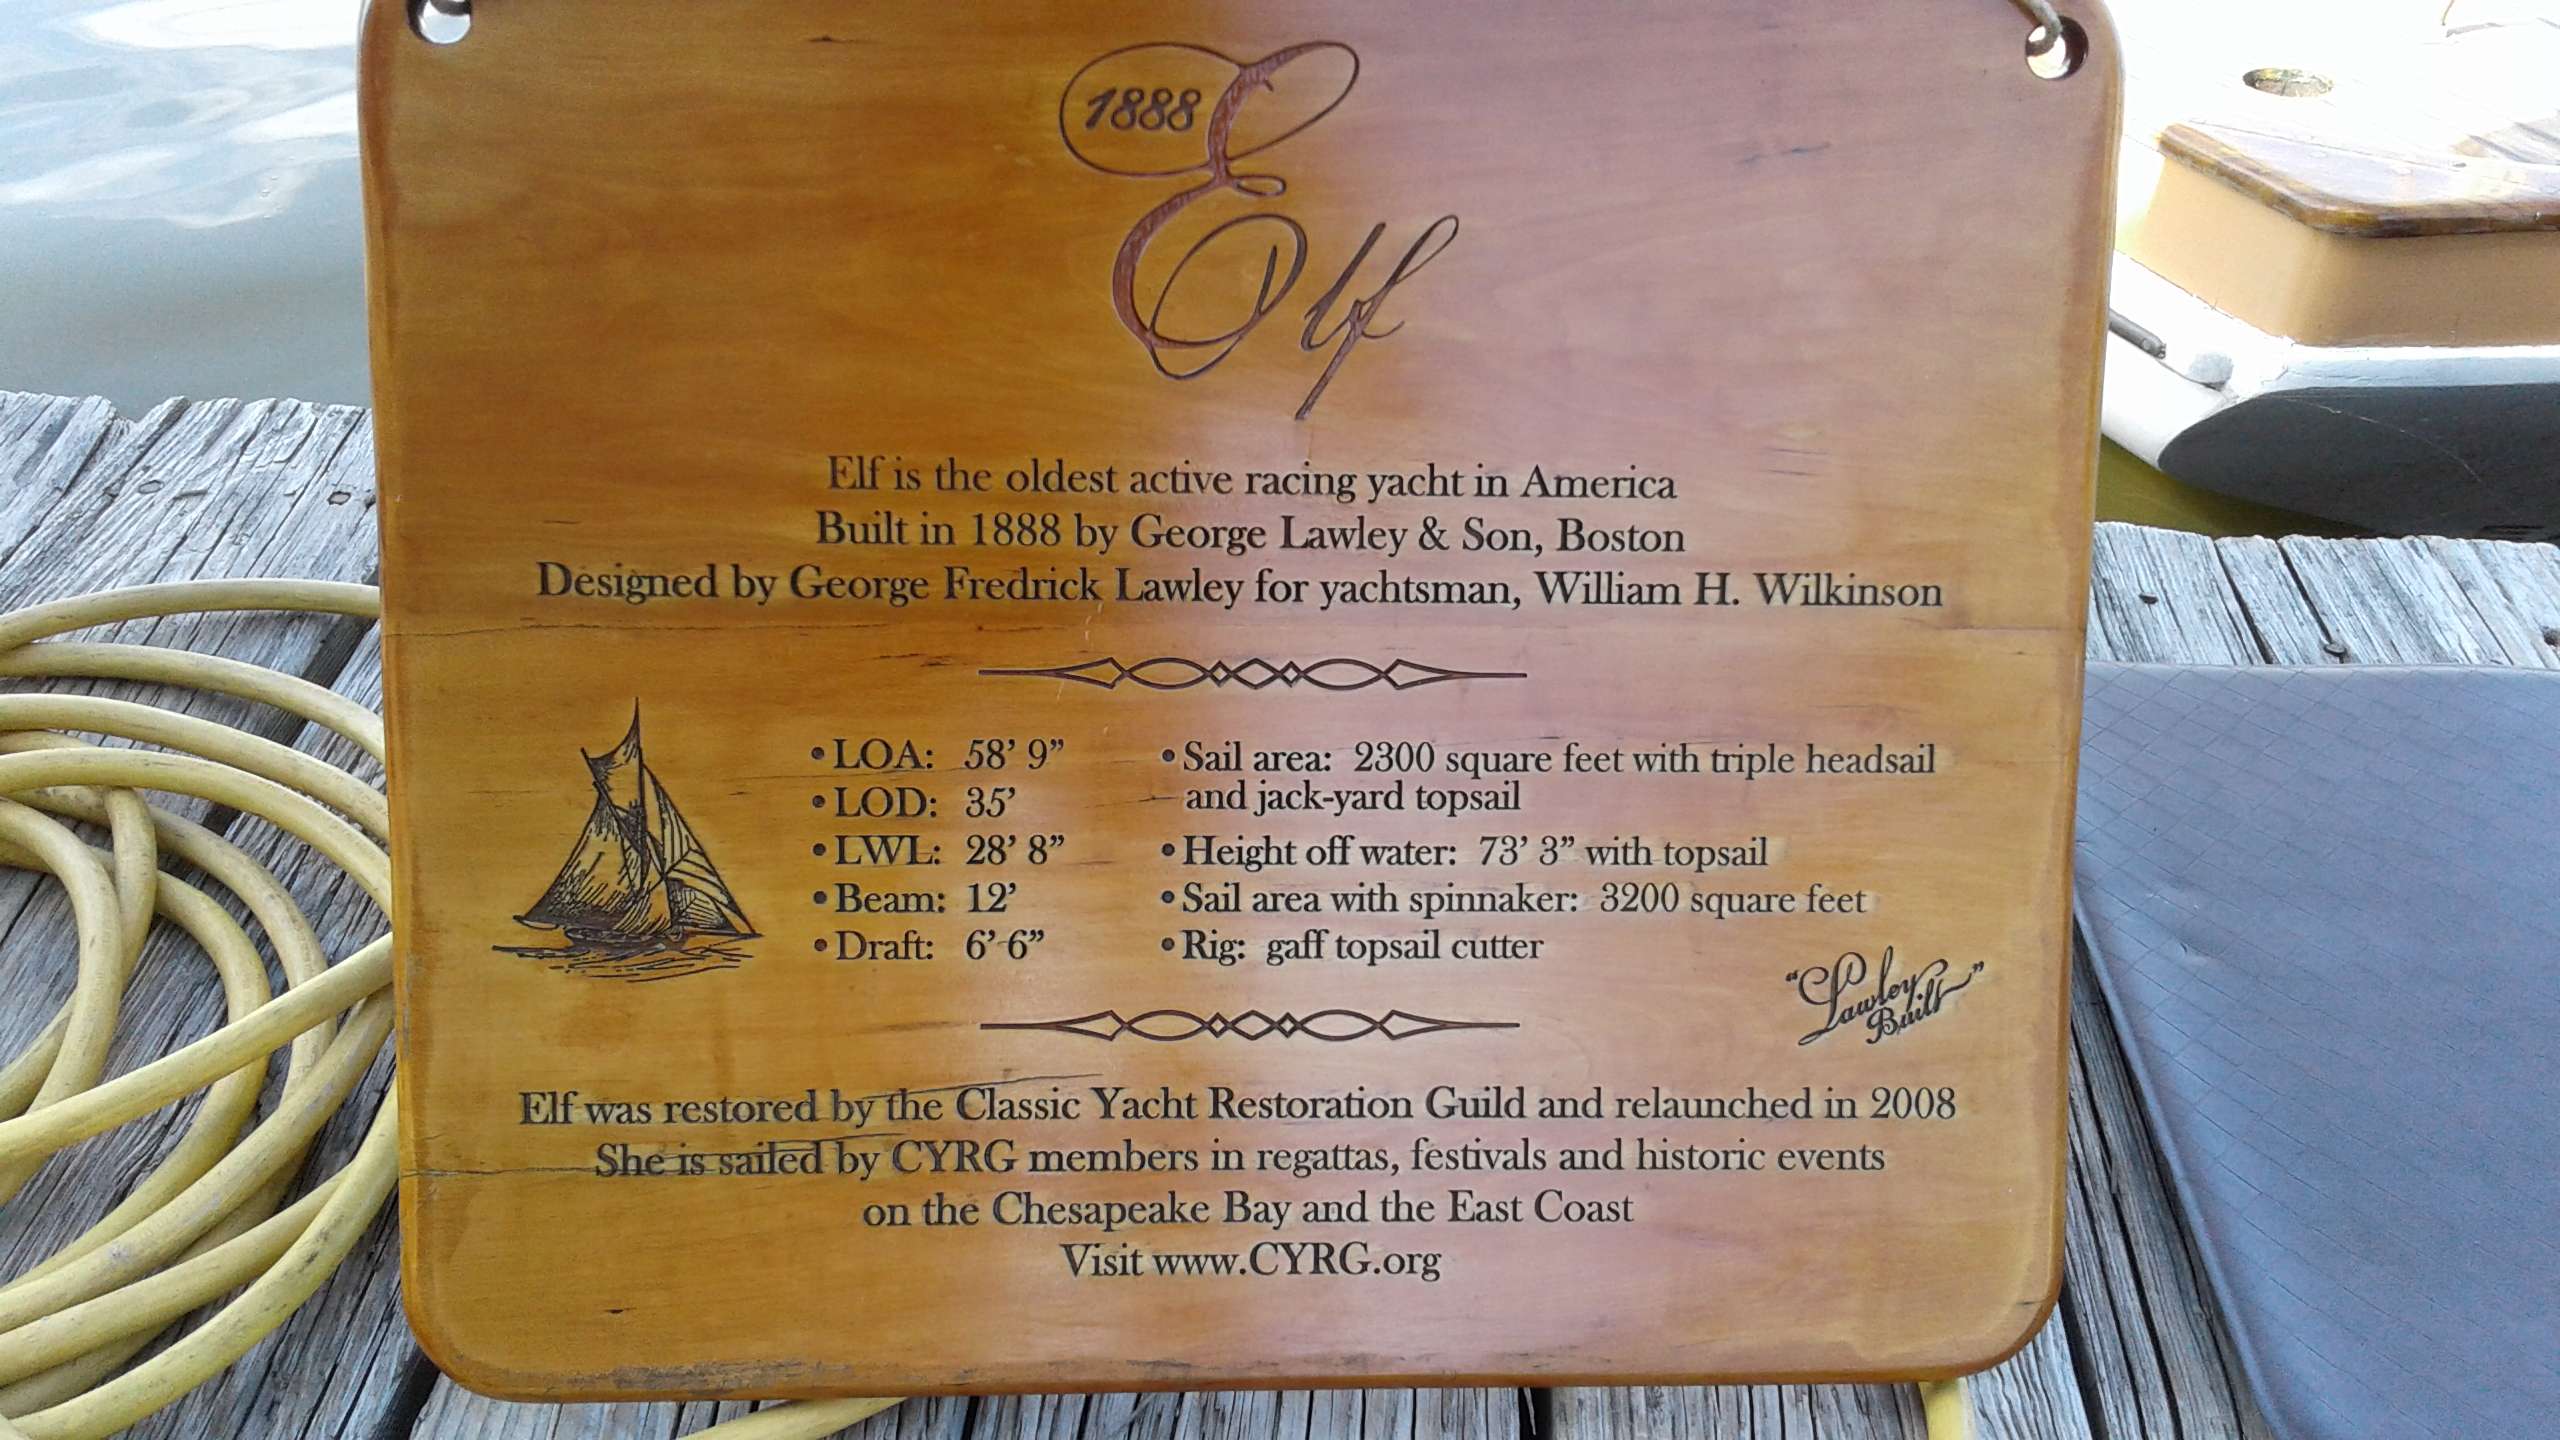 1888
Elf
Elf is the oldest active racing yacht in America
Built in 1888 by George Lawley & Son, Boston
Designed by George Fredrick Lawley for yachtsman, William H. Wilkinson
• LOA: 58’ 9”
• LOD: 35’
• LWL: 28’ 8”
• Beam: 12’
• Draft: 6’-6”
• Sail area: 2300 square feet with triple headsail
and jack-yard topsail
• Height off water: 73’ 3” with topsail
• Sail area with spinnaker: 3200 square feet
• Rig: gaff topsail cutter
“Lawley
Built”
Elf was restored by the Classic Yacht Restoration Guild and relaunched in 2008
She is sailed by CYRG members in regattas, festivals and historic events
on the Chesapeake Bay and the East Coast
Visit www.CYRG.org